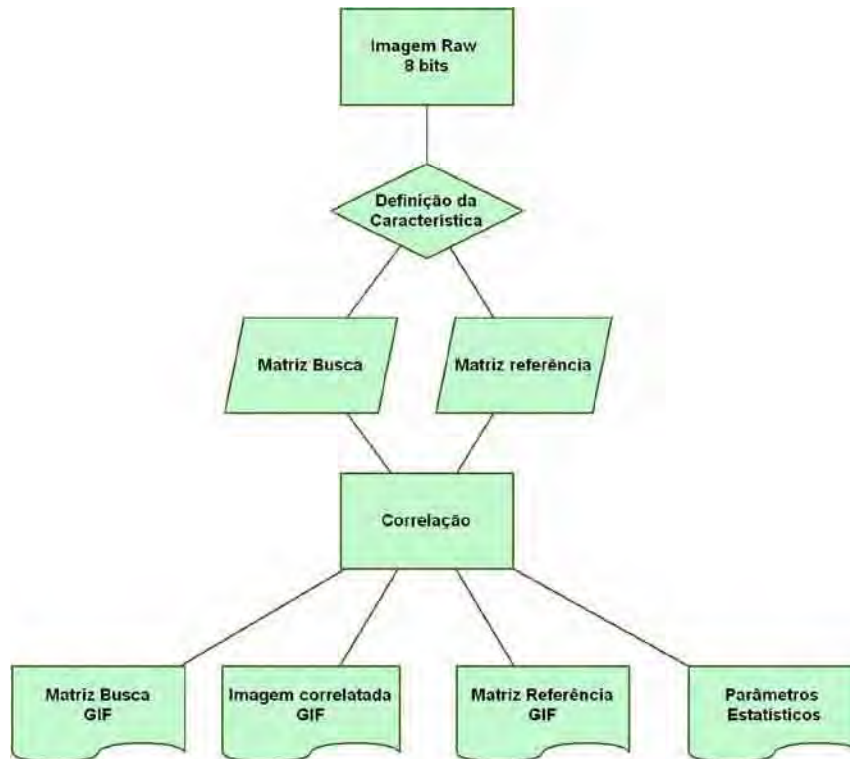 Imagem Raw
8 bits
Definição da
Característica
Matriz Busca
Matriz referência
Correlação
Matriz Busca
GIF
Imagem correlatada
GIF
Matriz Referência
GIF
Parâmetros
Estatísticos